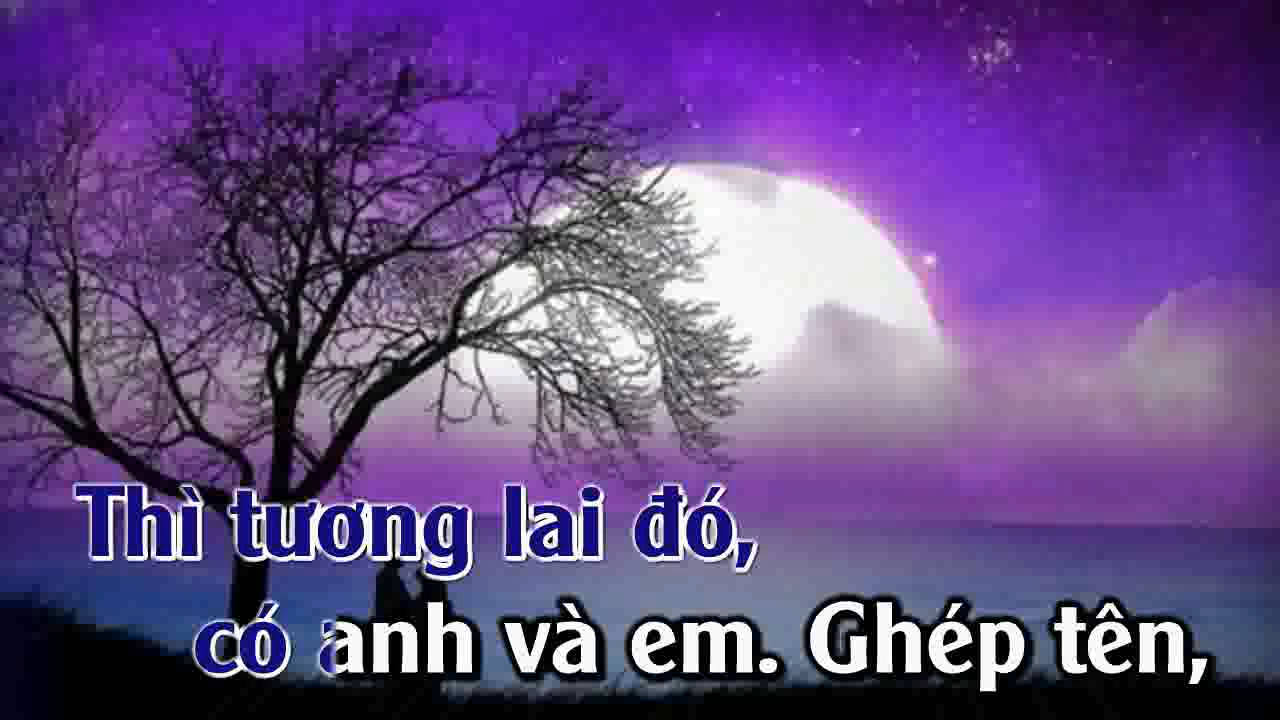 Thì tương lai đó,
có anh và em. Ghép tên,